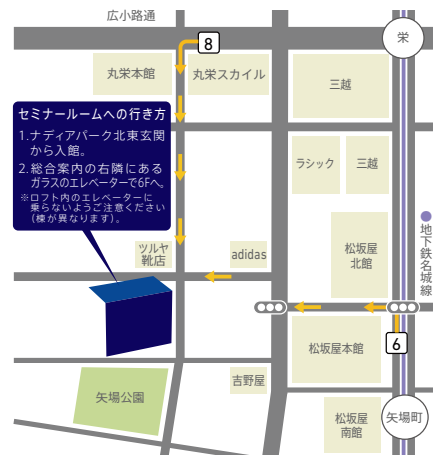 広小路通
栄
8
丸栄本館
丸栄スカイル
三越
セミナールームへの行き方
1.ナディアパーク北東玄関
から入館。
2.総合案内の右隣にある
ガラスのエレベーターで6Fへ。
※ロフト内のエレベーターに
乗らないようご注意ください
(棟が異なります)。
ラシック
三越
ツルヤ
靴店
adidas
松坂屋
北館
地下鉄名城線
松坂屋本館
6
矢場公園
吉野屋
松坂屋
南館
矢場町